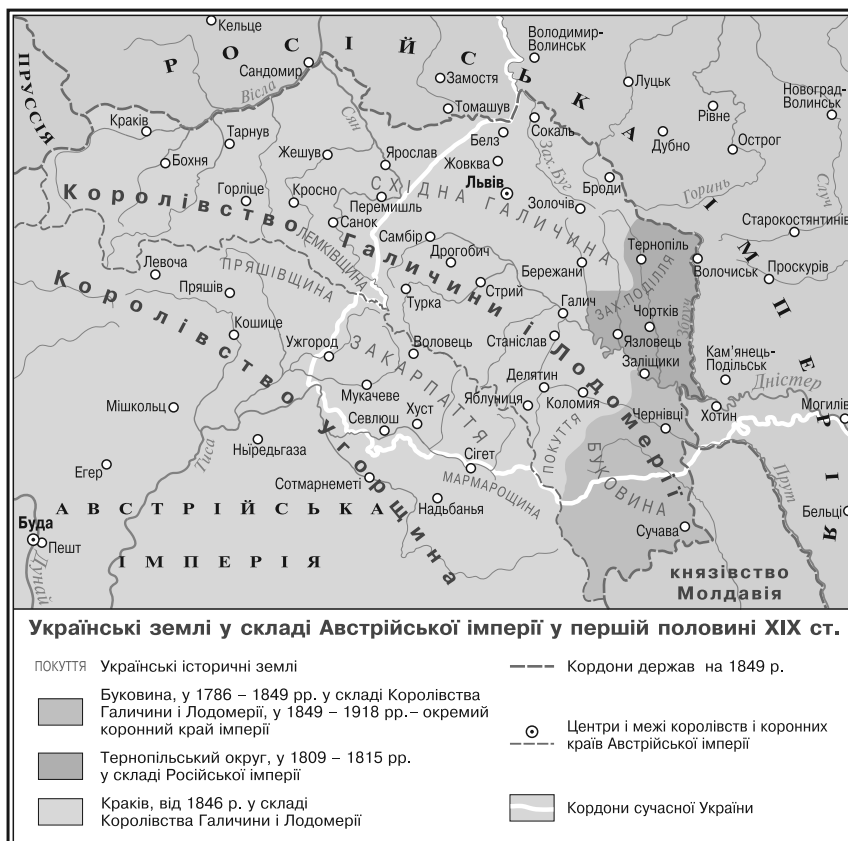 Кельце
РОСІЙСЬКА ІМПЕРІЯ
Володимир-
Волинськ
Сандомир
Замостя
Луцьк
Новоград-
Волинськ
ПРУССІЯ
Вісла
Томашув
Рівне
Краків
Тарнув
Сян
Белз
Сокаль
Дубно
Острог
Бохня
Жешув
Ярослав
Жовква
Зах. Буг
Броди
Горинь
Случ
Львів
Горліце
Кросно
Перемишль
СХІДНА ГАЛИЧИНА
Золочів
Королівство Галичини і Лодомерії
Санок
ЛЕМКІВЩИНА
Самбір
Дрогобич
Тернопіль
Старокостянтинів
Левоча
ПРЯШІВЩИНА
Бережани
Волочиськ
Проскурів
Королівство Угорщина
Пряшів
Турка
Стрий
Галич
ЗАХ. ПОДІЛЛЯ
Збруч
Чортків
Кошице
Ужгород
Воловець
Станіслав
Язловець
ЗАКАРПАТТЯ
Делятин
Заліщики
Кам'янець-
Подільськ
Дністер
Мішкольц
Мукачеве
Яблуниця
Коломия
Хотин
Могилів
Севлюш
Хуст
Чернівці
Тиса
Ньіредьгаза
ПОКУТТЯ
БУКОВИНА
Егер
Сігет
Сотмарнеметі
МАРМАРОЩИНА
Прут
Надьбанья
АВСТРІЙСЬКА
Бельці
Буда
Пешт
Сучава
Дунай
ІМПЕРІЯ
князівство
Молдавія
Українські землі у складі Австрійської імперії у першій половині XIX ст.
ПОКУТТЯ Українські історичні землі
Буковина, у 1786 – 1849 рр. у складі Королівства
Галичини і Лодомерії, у 1849 – 1918 рр.– окремий
коронний край імперії
Тернопільський округ, у 1809 – 1815 рр.
у складі Російської імперії
Краків, від 1846 р. у складі
Королівства Галичини і Лодомерії
Кордони держав на 1849 р.
Центри і межі королівств і коронних
країв Австрійської імперії
Кордони сучасної України